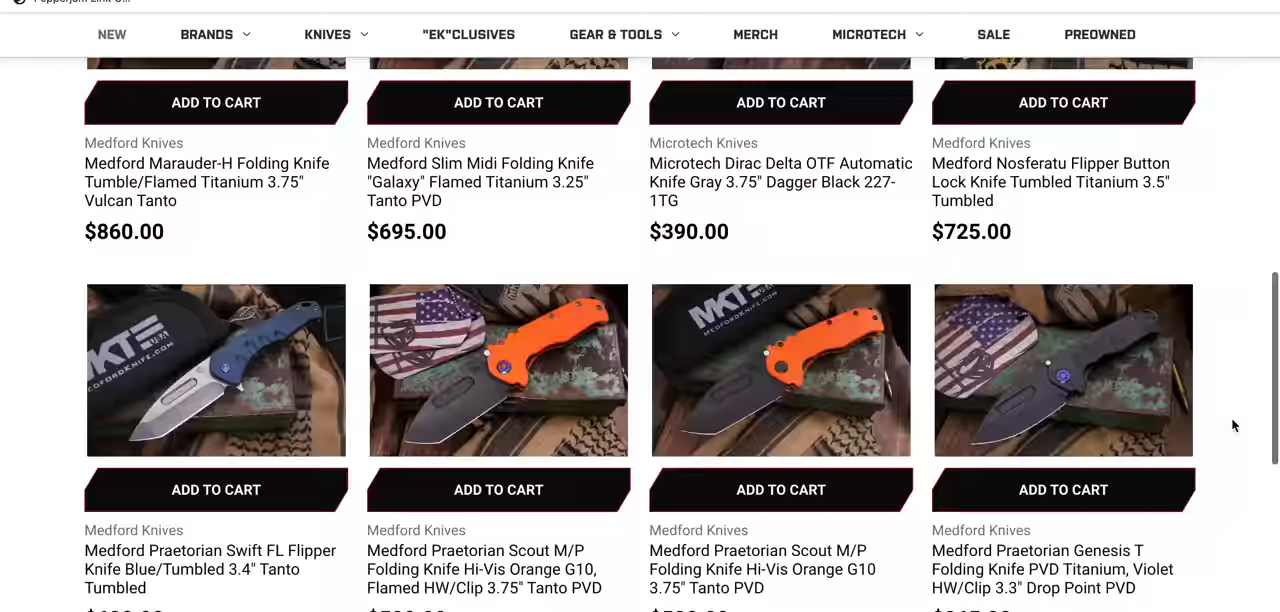 NEW BRANDS KNIVES "EK"CLUSIVES GEAR & TOOLS MERCH MICROTECH SALE PREOWNED
ADD TO CART ADD TO CART ADD TO CART ADD TO CART
Medford Knives
Medford Marauder-H Folding Knife
Tumble/Flamed Titanium 3.75"
Vulcan Tanto
$860.00
Medford Knives
Medford Slim Midi Folding Knife
"Galaxy" Flamed Titanium 3.25"
Tanto PVD
$695.00
Microtech Knives
Microtech Dirac Delta OTF Automatic
Knife Gray 3.75" Dagger Black 227-
1TG
$390.00
Medford Knives
Medford Nosferatu Flipper Button
Lock Knife Tumbled Titanium 3.5"
Tumbled
$725.00
MKT
MEDFORDKNIFE.COM
MKT
MEDFORDKNIFE.COM
ADD TO CART ADD TO CART ADD TO CART ADD TO CART
Medford Knives
Medford Praetorian Swift FL Flipper
Knife Blue/Tumbled 3.4" Tanto
Tumbled
Medford Knives
Medford Praetorian Scout M/P
Folding Knife Hi-Vis Orange G10,
Flamed HW/Clip 3.75" Tanto PVD
Medford Knives
Medford Praetorian Scout M/P
Folding Knife Hi-Vis Orange G10
3.75" Tanto PVD
Medford Knives
Medford Praetorian Genesis T
Folding Knife PVD Titanium, Violet
HW/Clip 3.3" Drop Point PVD